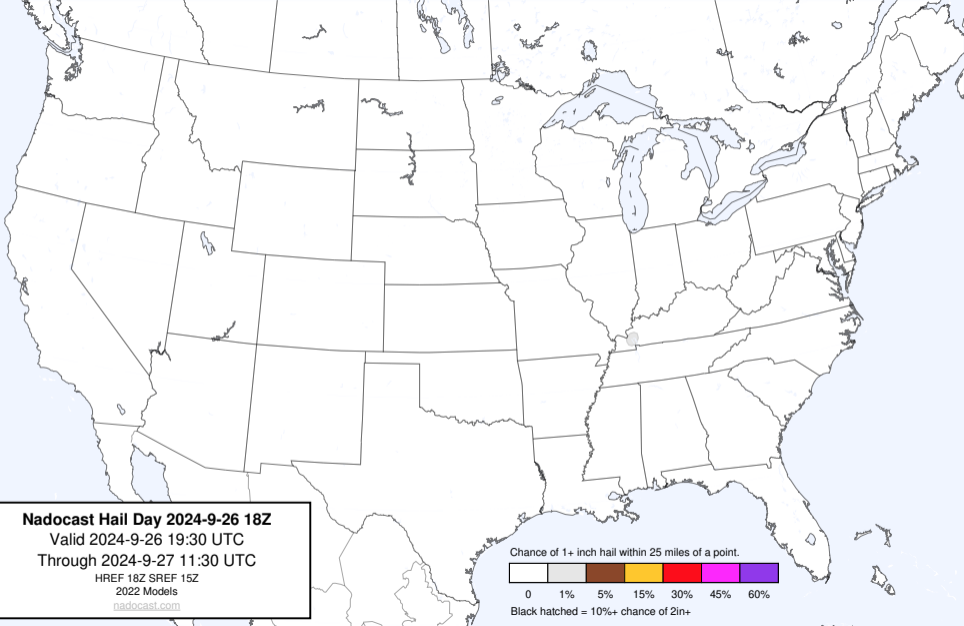 Nadocast Hail Day 2024-9-26 18Z
Valid 2024-9-26 19:30 UTC
Through 2024-9-27 11:30 UTC
HREF 18Z SREF 15Z
2022 Models
nadocast.com
Chance of 1+ inch hail within 25 miles of a point.
0 1% 5% 15% 30% 45% 60%
Black hatched = 10%+ chance of 2in+